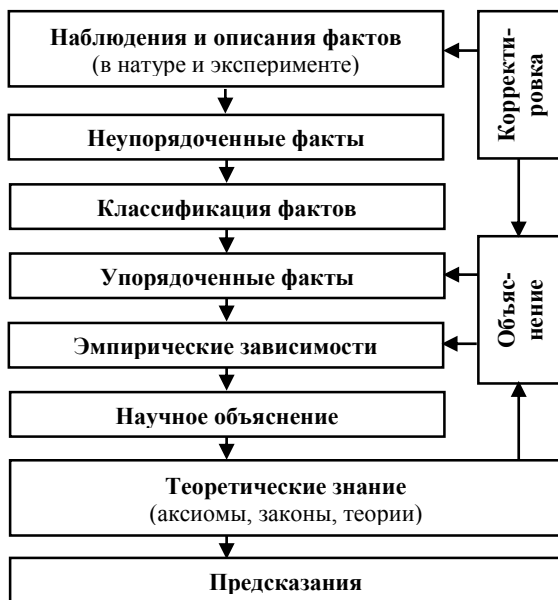 Наблюдения и описания фактов
(в натуре и эксперименте)
Корректи-
ровка
Неупорядоченные факты
Классификация фактов
Упорядоченные факты
Объяс-
нение
Эмпирические зависимости
Научное объяснение
Теоретические знание
(аксиомы, законы, теории)
Предсказания